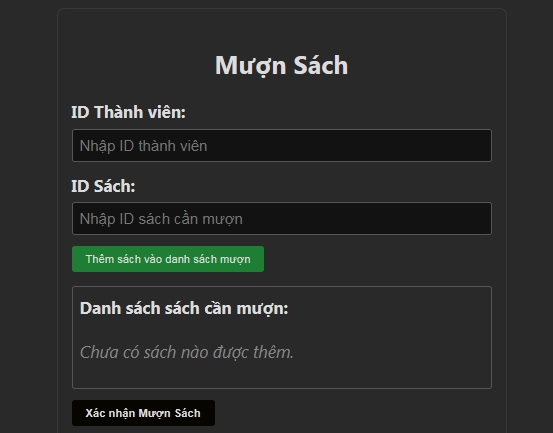 Mượn Sách
ID Thành viên:
Nhập ID thành viên
ID Sách:
Nhập ID sách cần mượn
Thêm sách vào danh sách mượn
Danh sách sách cần mượn:
Chưa có sách nào được thêm.
Xác nhận Mượn Sách